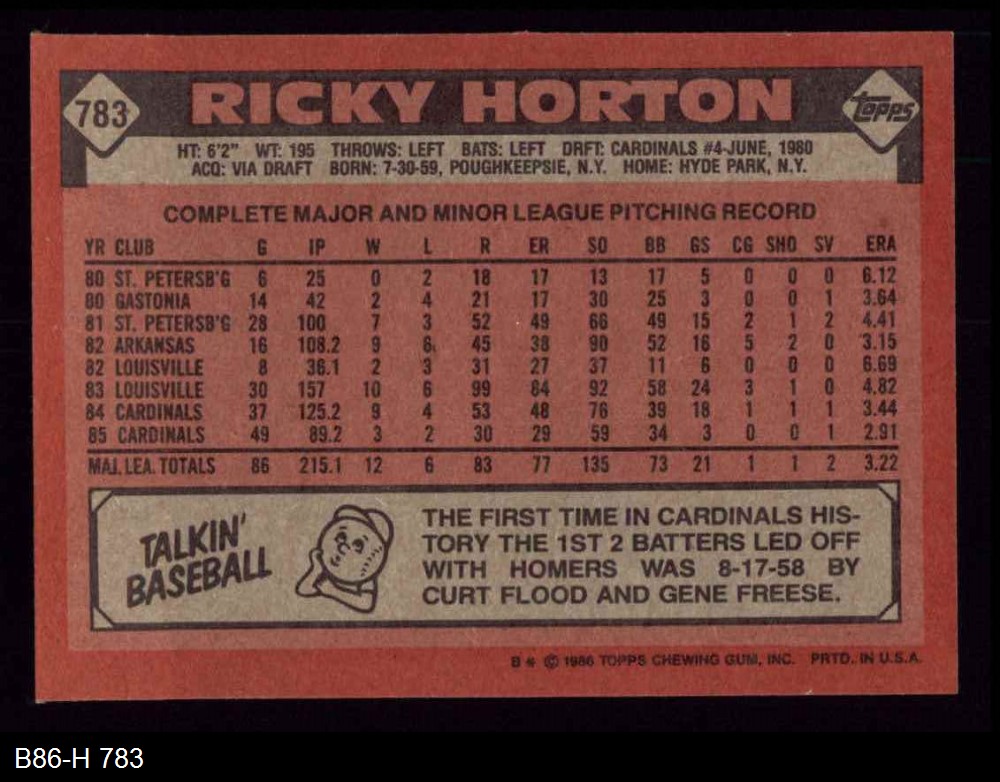 783 RICKY HORTON topps
HT: 6'2" WT: 195 THROWS: LEFT BATS: LEFT DRFT: CARDINALS #4-JUNE, 1980
ACQ: VIA DRAFT BORN: 7-30-59, POUGHKEEPSIE, N.Y. HOME: HYDE PARK, N.Y.
COMPLETE MAJOR AND MINOR LEAGUE PITCHING RECORD
YR CLUB G IP W L R ER SO BB GS CG SHO SV ERA
80 ST. PETERSB'G 6 25 0 2 18 17 13 17 5 0 0 0 6.12
80 GASTONIA 14 42 2 4 21 17 30 25 3 0 0 1 3.64
81 ST. PETERSB'G 28 100 7 3 52 49 66 49 15 2 1 2 4.41
82 ARKANSAS 16 108.2 9 6 45 38 90 52 16 5 2 0 3.15
82 LOUISVILLE 8 36.1 2 3 31 27 37 11 6 0 0 0 6.69
83 LOUISVILLE 30 157 10 6 99 84 92 58 24 3 1 0 4.82
84 CARDINALS 37 125.2 9 4 53 48 76 39 18 1 1 1 3.44
85 CARDINALS 49 89.2 3 2 30 29 59 34 3 0 0 1 2.91
MAJ. LEA. TOTALS 86 215.1 12 6 83 77 135 73 21 1 1 2 3.22
TALKIN'
BASEBALL
THE FIRST TIME IN CARDINALS HIS-
TORY THE 1ST 2 BATTERS LED OFF
WITH HOMERS WAS 8-17-58 BY
CURT FLOOD AND GENE FREESE.
B * © 1986 TOPPS CHEWING GUM, INC. PRTD. IN U.S.A.
B86-H 783